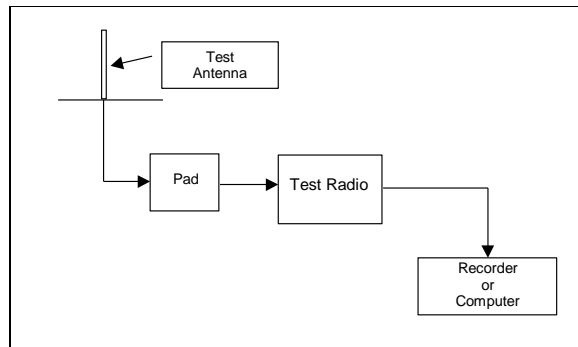 Test
Antenna
Pad
Test Radio
Recorder
or
Computer